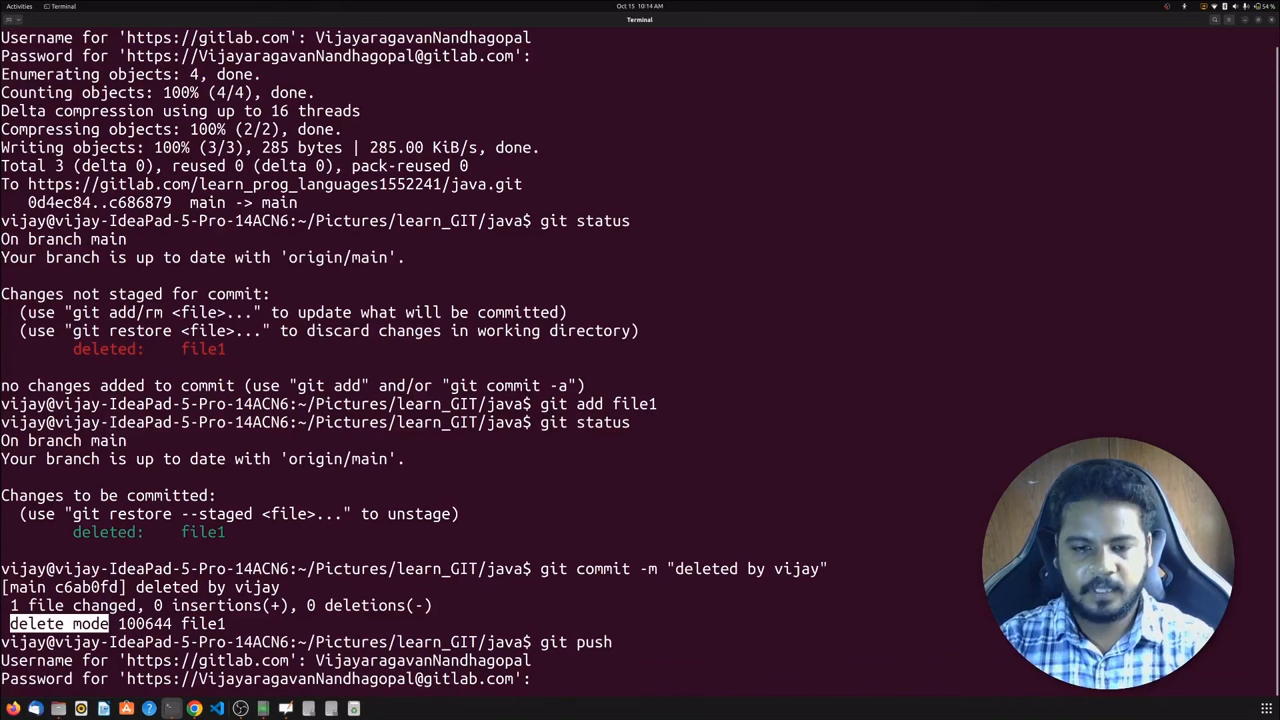 Activities
Terminal
Oct 15 10:14 AM
54 %
Terminal
Username for 'https://gitlab.com': VijayaragavanNandhagopal
Password for 'https://VijayaragavanNandhagopal@gitlab.com':
Enumerating objects: 4, done.
Counting objects: 100% (4/4), done.
Delta compression using up to 16 threads
Compressing objects: 100% (2/2), done.
Writing objects: 100% (3/3), 285 bytes | 285.00 KiB/s, done.
Total 3 (delta 0), reused 0 (delta 0), pack-reused 0
To https://gitlab.com/learn_prog_languages1552241/java.git
0d4ec84..c686879  main -> main
vijay@vijay-IdeaPad-5-Pro-14ACN6:~/Pictures/learn_GIT/java$ git status
On branch main
Your branch is up to date with 'origin/main'.
Changes not staged for commit:
(use "git add/rm <file>..." to update what will be committed)
(use "git restore <file>..." to discard changes in working directory)
deleted:    file1
no changes added to commit (use "git add" and/or "git commit -a")
vijay@vijay-IdeaPad-5-Pro-14ACN6:~/Pictures/learn_GIT/java$ git add file1
vijay@vijay-IdeaPad-5-Pro-14ACN6:~/Pictures/learn_GIT/java$ git status
On branch main
Your branch is up to date with 'origin/main'.
Changes to be committed:
(use "git restore --staged <file>..." to unstage)
deleted:    file1
vijay@vijay-IdeaPad-5-Pro-14ACN6:~/Pictures/learn_GIT/java$ git commit -m "deleted by vijay"
[main c6ab0fd] deleted by vijay
1 file changed, 0 insertions(+), 0 deletions(-)
delete mode 100644 file1
vijay@vijay-IdeaPad-5-Pro-14ACN6:~/Pictures/learn_GIT/java$ git push
Username for 'https://gitlab.com': VijayaragavanNandhagopal
Password for 'https://VijayaragavanNandhagopal@gitlab.com':